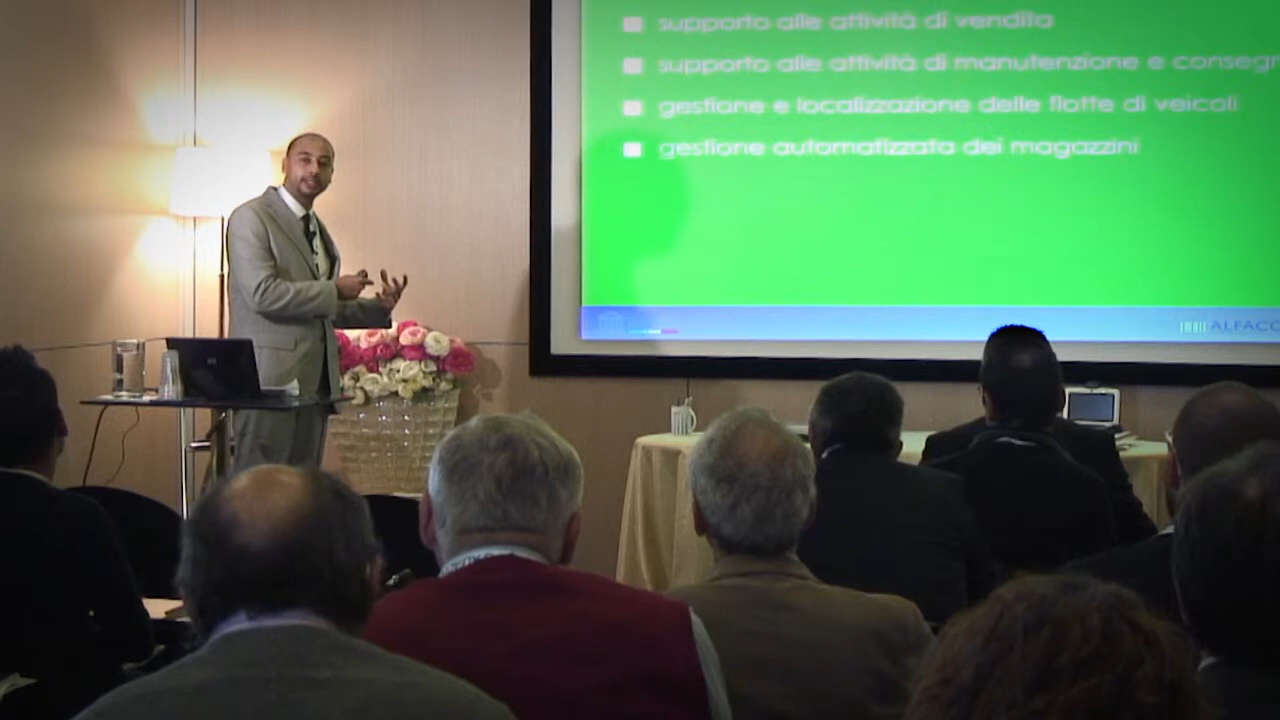 supporto alle attività di vendita
supporto alle attività di manutenzione e consegn
gestione e localizzazione delle flotte di veicoli
gestione automatizzata dei magazzini
ALFACO